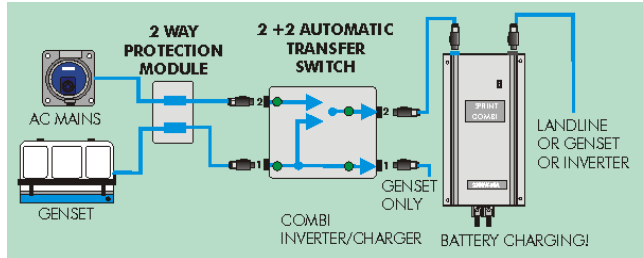 2 WAY
PROTECTION
MODULE
2 +2 AUTOMATIC
TRANSFER
SWITCH
AC MAINS
GENSET
2
1
2
1
GENSET
ONLY
COMBI
INVERTER/CHARGER
SPRINT
COMBI
BATTERY CHARGING!
LANDLINE
OR GENSET
OR INVERTER